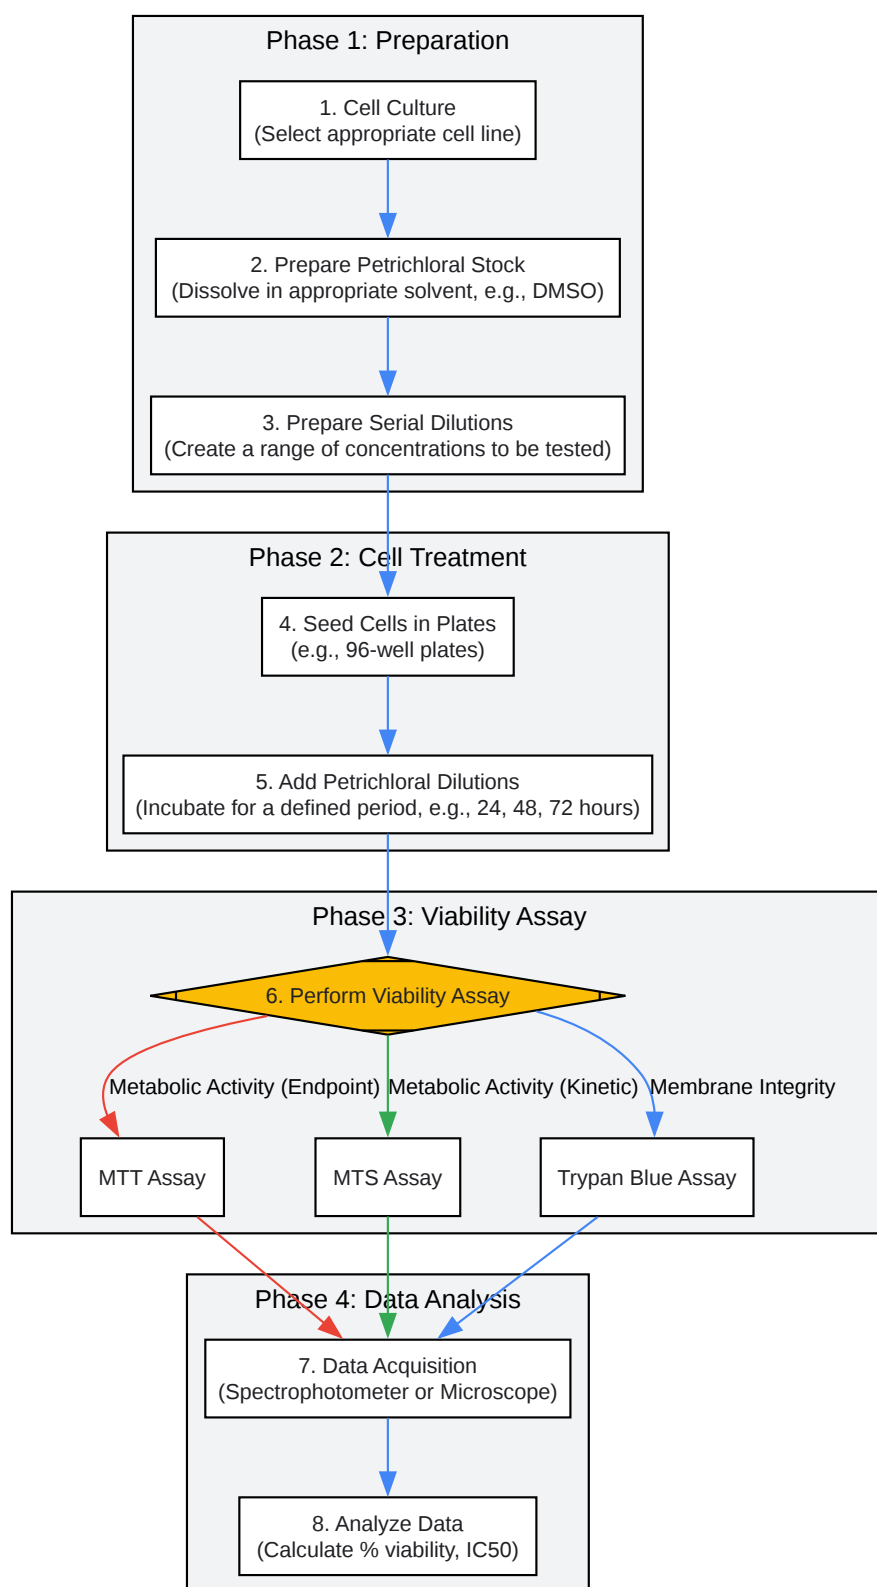 Phase 1: Preparation
1. Cell Culture
(Select appropriate cell line)
2. Prepare Petrichloral Stock
(Dissolve in appropriate solvent, e.g., DMSO)
3. Prepare Serial Dilutions
(Create a range of concentrations to be tested)
Phase 2: Cell Treatment
4. Seed Cells in Plates
(e.g., 96-well plates)
5. Add Petrichloral Dilutions
(Incubate for a defined period, e.g., 24, 48, 72 hours)
Phase 3: Viability Assay
6. Perform Viability Assay
Metabolic Activity (Endpoint)
Metabolic Activity (Kinetic)
Membrane Integrity
MTT Assay
MTS Assay
Trypan Blue Assay
Phase 4: Data Analysis
7. Data Acquisition
(Spectrophotometer or Microscope)
8. Analyze Data
(Calculate % viability, IC50)